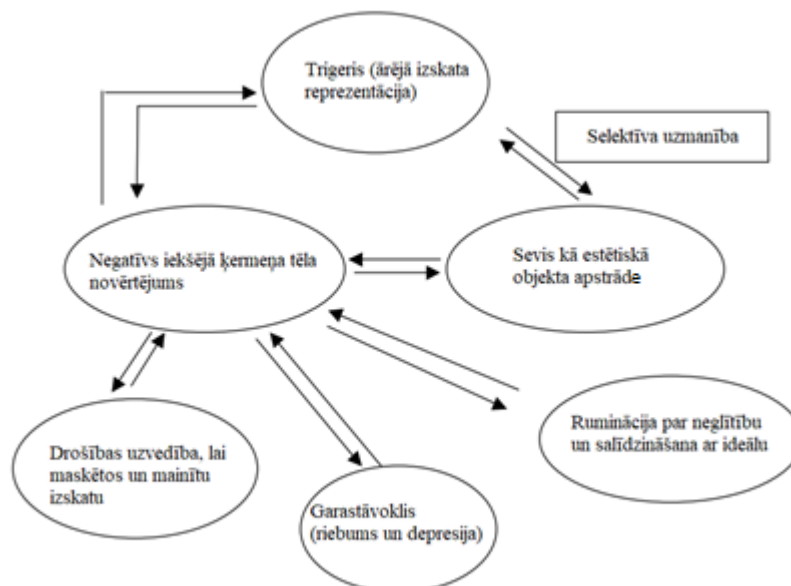 Trigeris (ārējā izskata
reprezentācija)
Selektīva uzmanība
Negatīvs iekšējā ķermeņa tēla
novērtējums
Sevis kā estētiskā
objekta apstrāde
Drošības uzvedība, lai
maskētos un mainītu
izskatu
Garastāvoklis
(riebums un depresija)
Ruminācija par neglītību
un salīdzināšana ar ideālu